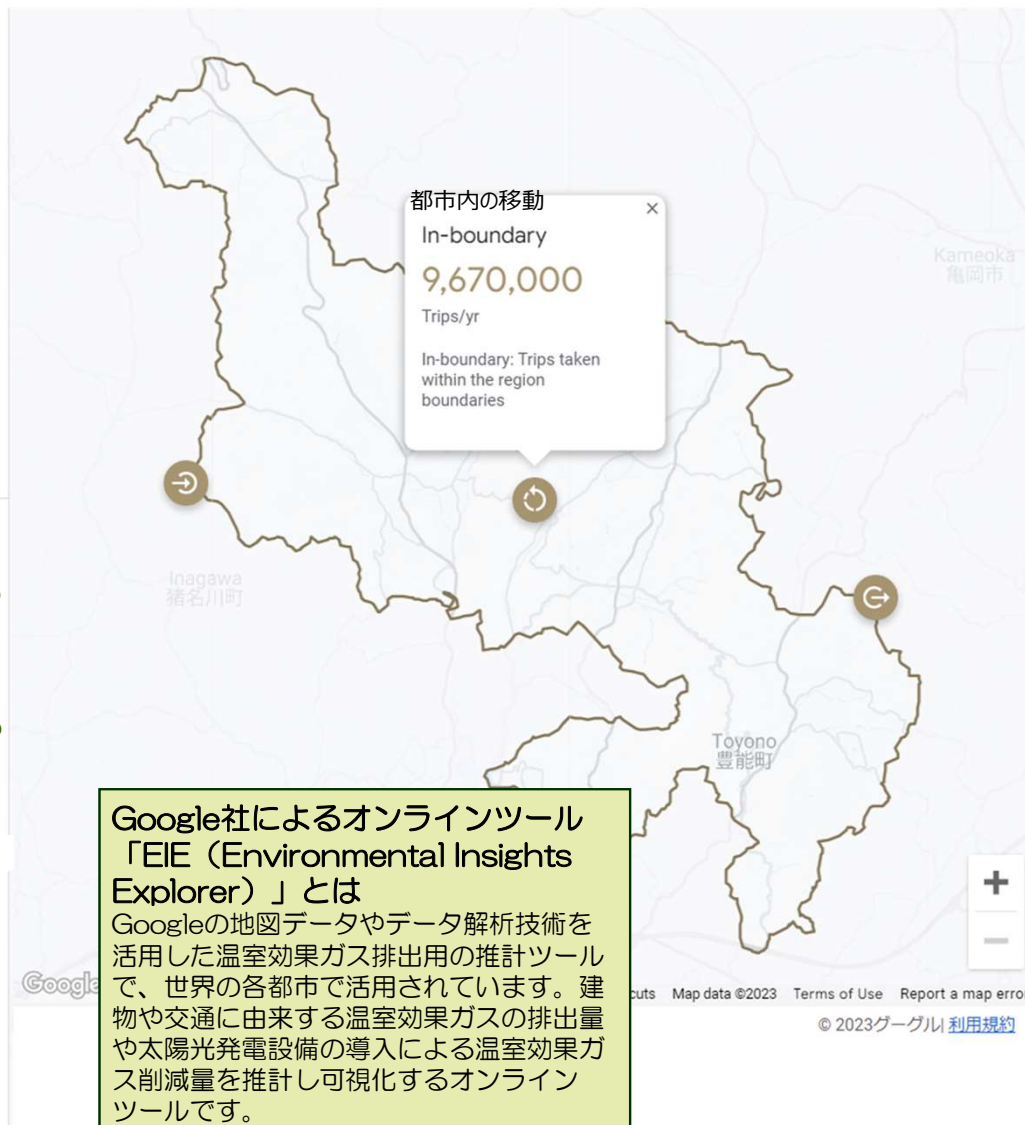 都市内の移動
×
In-boundary
9,670,000
Trips/yr
In-boundary: Trips taken
within the region
boundaries
Kameoka
亀岡市
Inagawa
猪名川町
Toyono
豊能町
Google社によるオンラインツール
「EIE（Environmental Insights
Explorer）」とは
Googleの地図データやデータ解析技術を
活用した温室効果ガス排出用の推計ツール
で、世界の各都市で活用されています。建
物や交通に由来する温室効果ガスの排出量
や太陽光発電設備の導入による温室効果ガ
ス削減量を推計し可視化するオンライン
ツールです。
+
−
Google
cuts Map data ©2023 Terms of Use Report a map error
© 2023グーグル| 利用規約